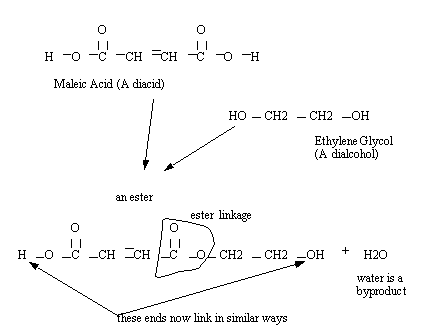 O
||
H — O — C — CH = CH — C — O — H
O
||
Maleic Acid (A diacid)
HO — CH2 — CH2 — OH
Ethylene Glycol
(A dialcohol)
an ester
ester linkage
O
||
O
||
H — O — C — CH = CH — C — O — CH2 — CH2 — OH + H2O
water is a
byproduct
these ends now link in similar ways